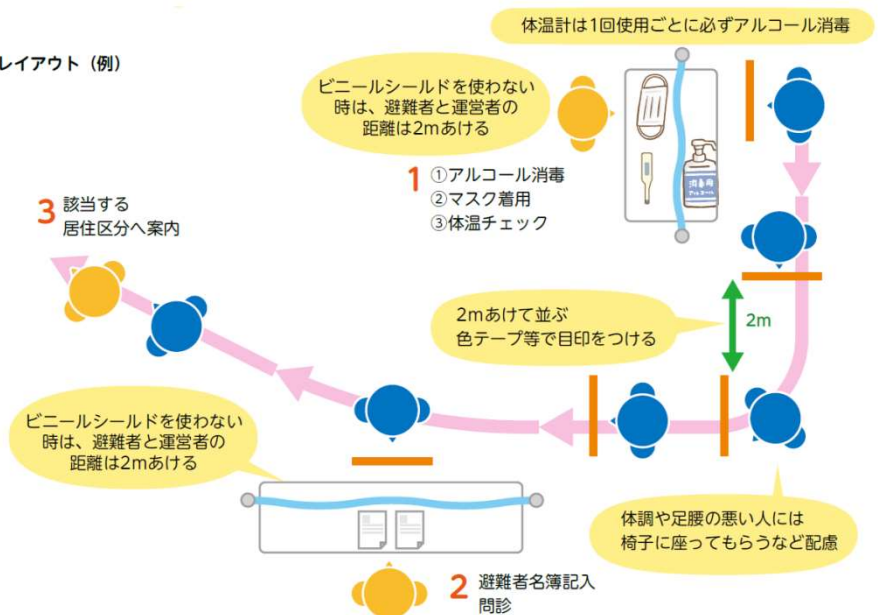 レイアウト（例）
体温計は1回使用ごとに必ずアルコール消毒
ビニールシールドを使わない
時は、避難者と運営者の
距離は2mあける
消毒用
アルコール
1 ①アルコール消毒
②マスク着用
③体温チェック
3 該当する
居住区分へ案内
2mあけて並ぶ
色テープ等で目印をつける
2m
ビニールシールドを使わない
時は、避難者と運営者の
距離は2mあける
体調や足腰の悪い人には
椅子に座ってもらうなど配慮
2 避難者名簿記入
問診